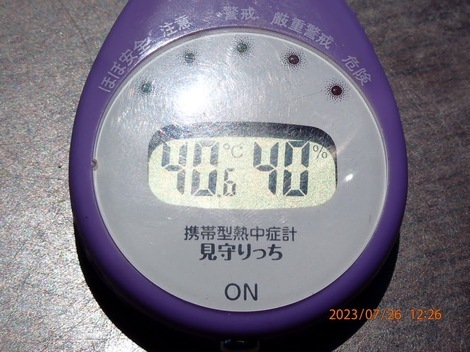 ほぼ安全 注意 警戒 厳重警戒 危険
40.6℃ 40%
携帯型熱中症計
見守りっち
ON
2023/07/26 12:26